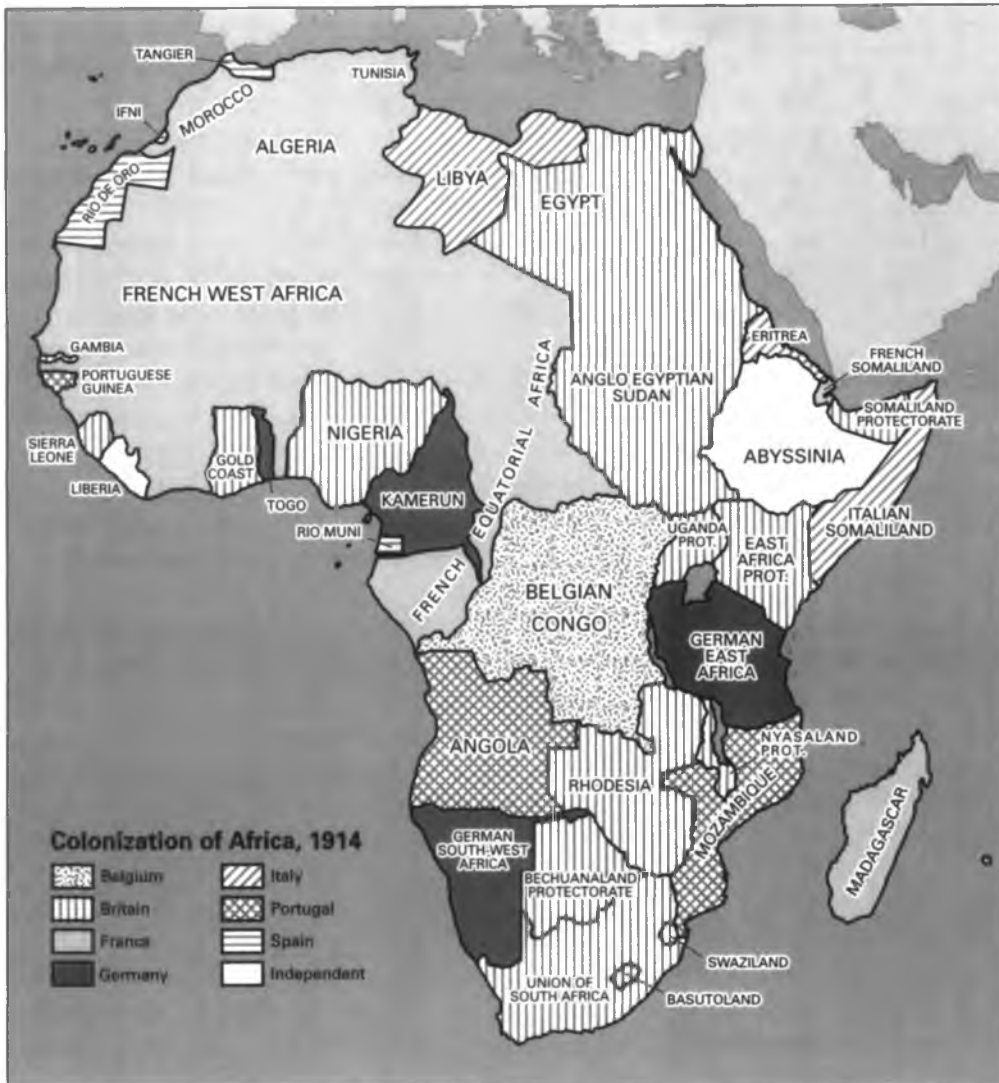 TANGIER
TUNISIA
IFNI
MOROCCO
ALGERIA
LIBYA
EGYPT
RIO DE ORO
FRENCH WEST AFRICA
GAMBIA
PORTUGUESE
GUINEA
ERITREA
FRENCH
SOMALILAND
ANGLO EGYPTIAN
SUDAN
SOMALILAND
PROTECTORATE
SIERRA
LEONE
LIBERIA
GOLD
COAST
TOGO
NIGERIA
KAMERUN
RIO MUNI
FRENCH EQUATORIAL AFRICA
ABYSSINIA
ITALIAN
SOMALILAND
UGANDA
PROT.
EAST
AFRICA
PROT.
BELGIAN
CONGO
GERMAN
EAST
AFRICA
ANGOLA
NYASALAND
PROT.
RHODESIA
MOZAMBIQUE
MADAGASCAR
GERMAN
SOUTH-WEST
AFRICA
BECHUANALAND
PROTECTORATE
SWAZILAND
UNION OF
SOUTH AFRICA
BASUTOLAND
Colonization of Africa, 1914
Belgium
Britain
France
Germany
Italy
Portugal
Spain
Independent